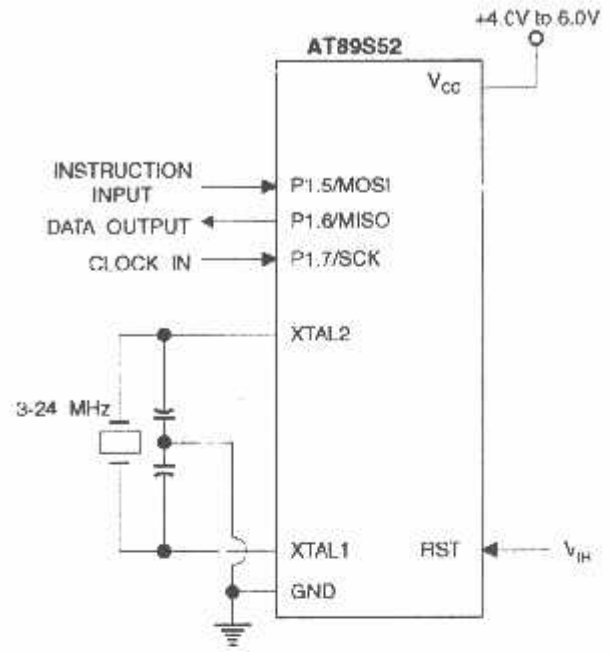 +4.0V to 6.0V
AT89S52
VCC
INSTRUCTION
INPUT
P1.5/MOSI
DATA OUTPUT
P1.6/MISO
CLOCK IN
P1.7/SCK
XTAL2
3-24 MHz
XTAL1
RST
VIH
GND